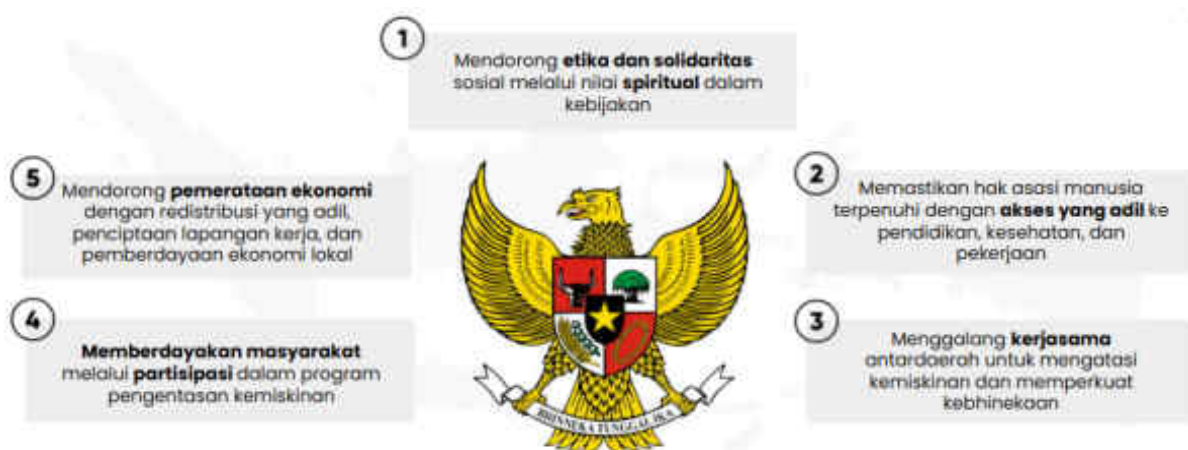 1
Mendorong etika dan solidaritas
sosial melalui nilai spiritual dalam
kebijakan
2
Memastikan hak asasi manusia
terpenuhi dengan akses yang adil ke
pendidikan, kesehatan, dan
pekerjaan
3
Menggalang kerjasama
antardaerah untuk mengatasi
kemiskinan dan memperkuat
kebhinekaan
4
Memberdayakan masyarakat
melalui partisipasi dalam program
pengentasan kemiskinan
5
Mendorong pemerataan ekonomi
dengan redistribusi yang adil,
penciptaan lapangan kerja, dan
pemberdayaan ekonomi lokal
BHINNEKA TUNGGAL IKA